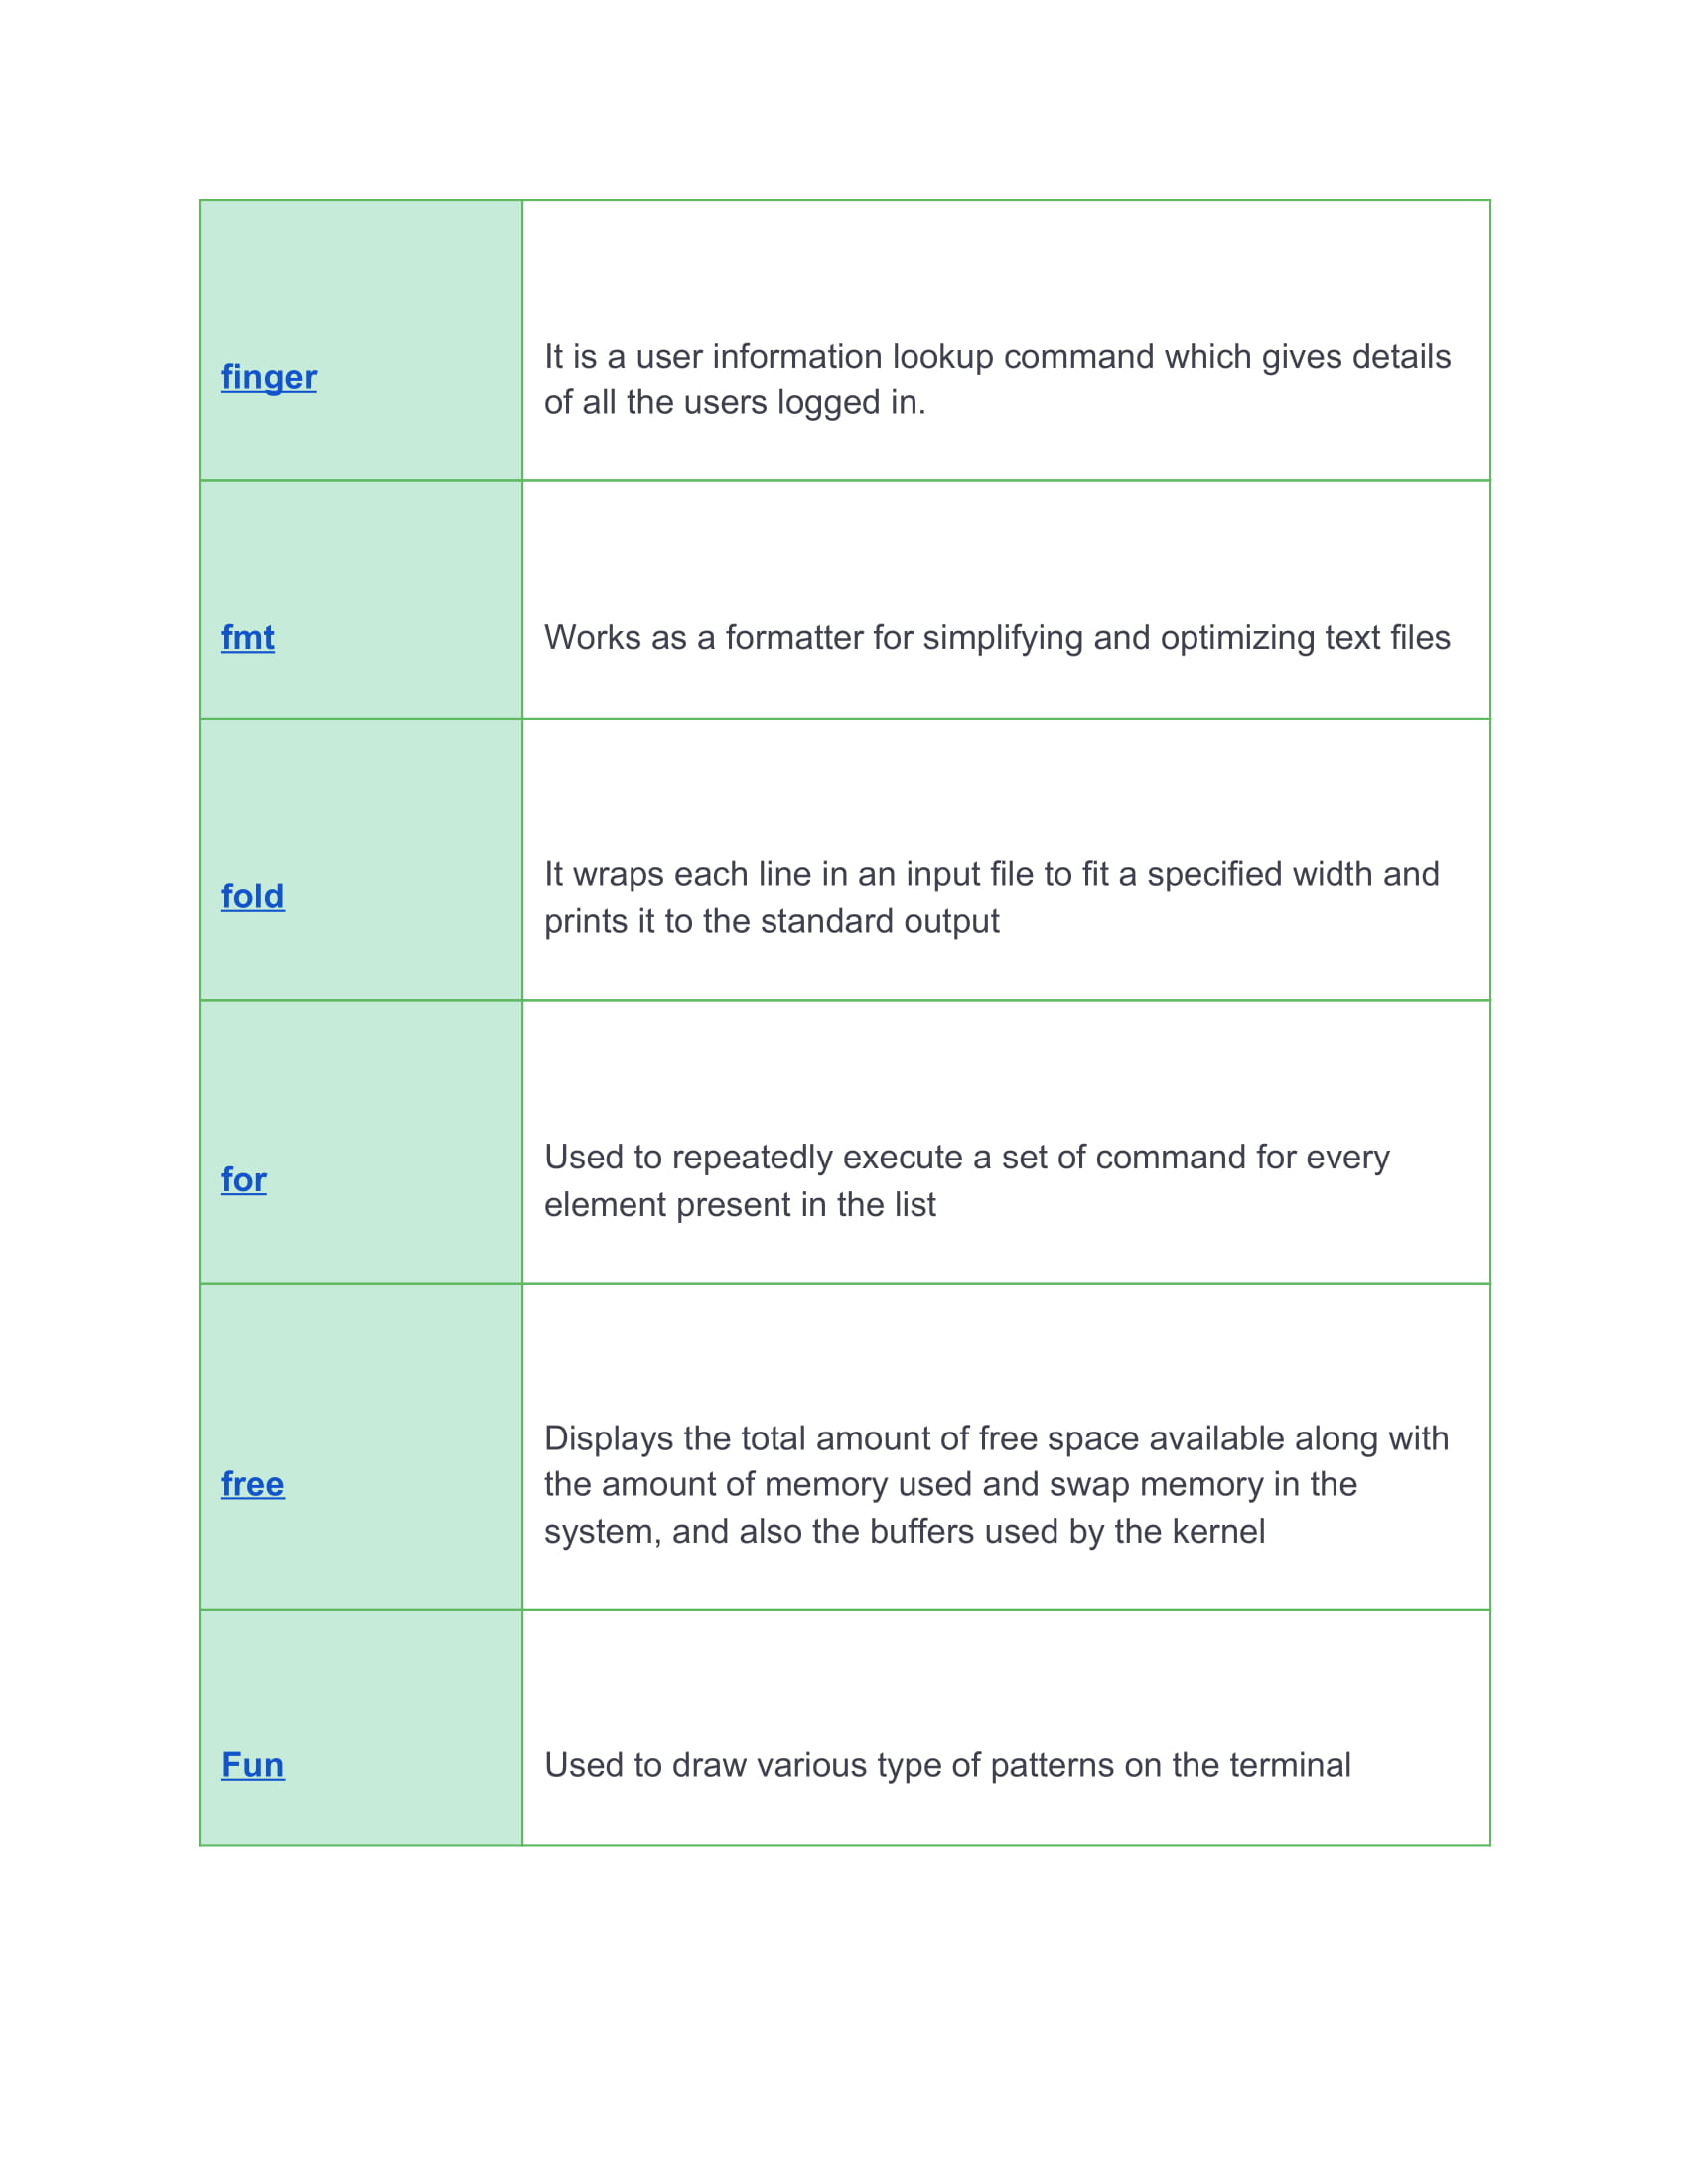 finger
It is a user information lookup command which gives details
of all the users logged in.
fmt
Works as a formatter for simplifying and optimizing text files
fold
It wraps each line in an input file to fit a specified width and
prints it to the standard output
for
Used to repeatedly execute a set of command for every
element present in the list
free
Displays the total amount of free space available along with
the amount of memory used and swap memory in the
system, and also the buffers used by the kernel
Fun
Used to draw various type of patterns on the terminal